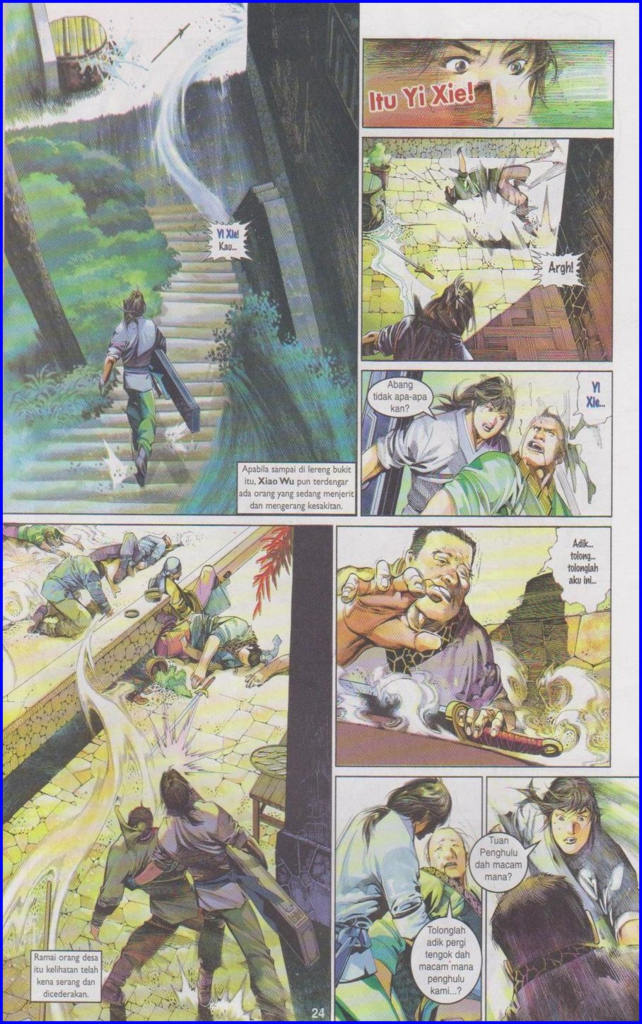 YI Xie!
Kau...
Apabila sampai di lereng bukit
itu, Xiao Wu pun terdengar
ada orang yang sedang menjerit
dan mengerang kesakitan.
Itu Yi Xie!
Argh!
Abang
tidak apa-apa
kan?
YI
Xie...
Ramai orang desa
itu kelihatan telah
kena serang dan
dicederakan.
Adik...
tolong...
tolonglah
aku ini...
Tolonglah
adik pergi
tengok dah
macam mana
penghulu
kami...?
Tuan
Penghulu
dah macam
mana?
24